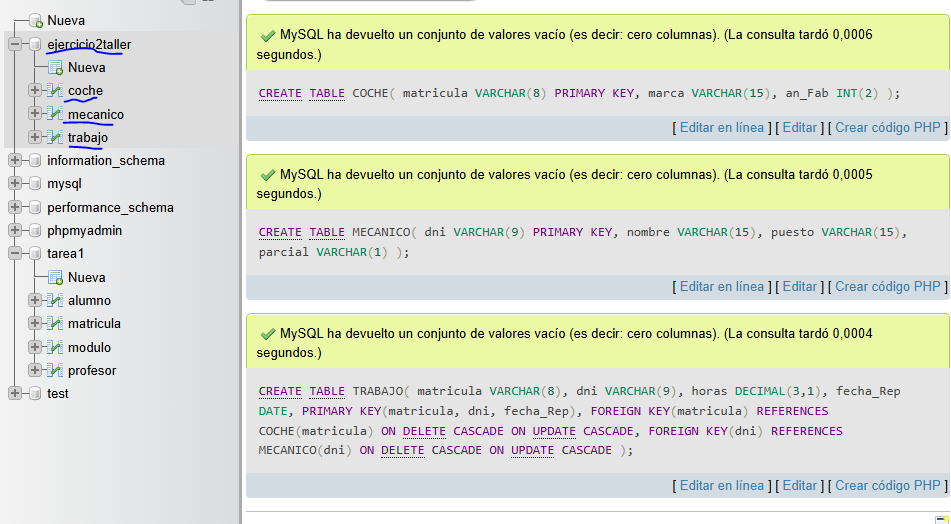 Nueva
ejercicio2taller
Nueva
coche
mecanico
trabajo
information_schema
mysql
performance_schema
phpmyadmin
tarea1
Nueva
alumno
matricula
modulo
profesor
test
MySQL ha devuelto un conjunto de valores vacío (es decir: cero columnas). (La consulta tardó 0,0006
segundos.)
CREATE TABLE COCHE( matricula VARCHAR(8) PRIMARY KEY, marca VARCHAR(15), an_Fab INT(2) );
[ Editar en línea ] [ Editar ] [ Crear código PHP ]
MySQL ha devuelto un conjunto de valores vacío (es decir: cero columnas). (La consulta tardó 0,0005
segundos.)
CREATE TABLE MECANICO( dni VARCHAR(9) PRIMARY KEY, nombre VARCHAR(15), puesto VARCHAR(15),
parcial VARCHAR(1) );
[ Editar en línea ] [ Editar ] [ Crear código PHP ]
MySQL ha devuelto un conjunto de valores vacío (es decir: cero columnas). (La consulta tardó 0,0004
segundos.)
CREATE TABLE TRABAJO( matricula VARCHAR(8), dni VARCHAR(9), horas DECIMAL(3,1), fecha_Rep
DATE, PRIMARY KEY(matricula, dni, fecha_Rep), FOREIGN KEY(matricula) REFERENCES
COCHE(matricula) ON DELETE CASCADE ON UPDATE CASCADE, FOREIGN KEY(dni) REFERENCES
MECANICO(dni) ON DELETE CASCADE ON UPDATE CASCADE );
[ Editar en línea ] [ Editar ] [ Crear código PHP ]